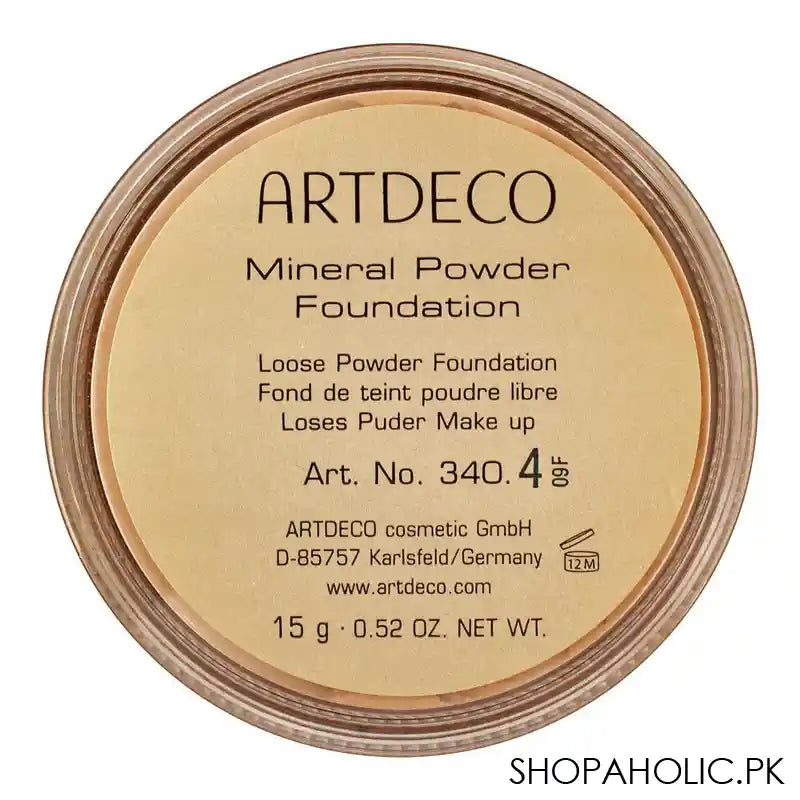 ARTDECO
Mineral Powder
Foundation
Loose Powder Foundation
Fond de teint poudre libre
Loses Puder Make up
Art. No. 340.4 09F
ARTDECO cosmetic GmbH
D-85757 Karlsfeld/Germany
12M
www.artdeco.com
15 g · 0.52 OZ. NET WT.
SHOPAHOLIC.PK